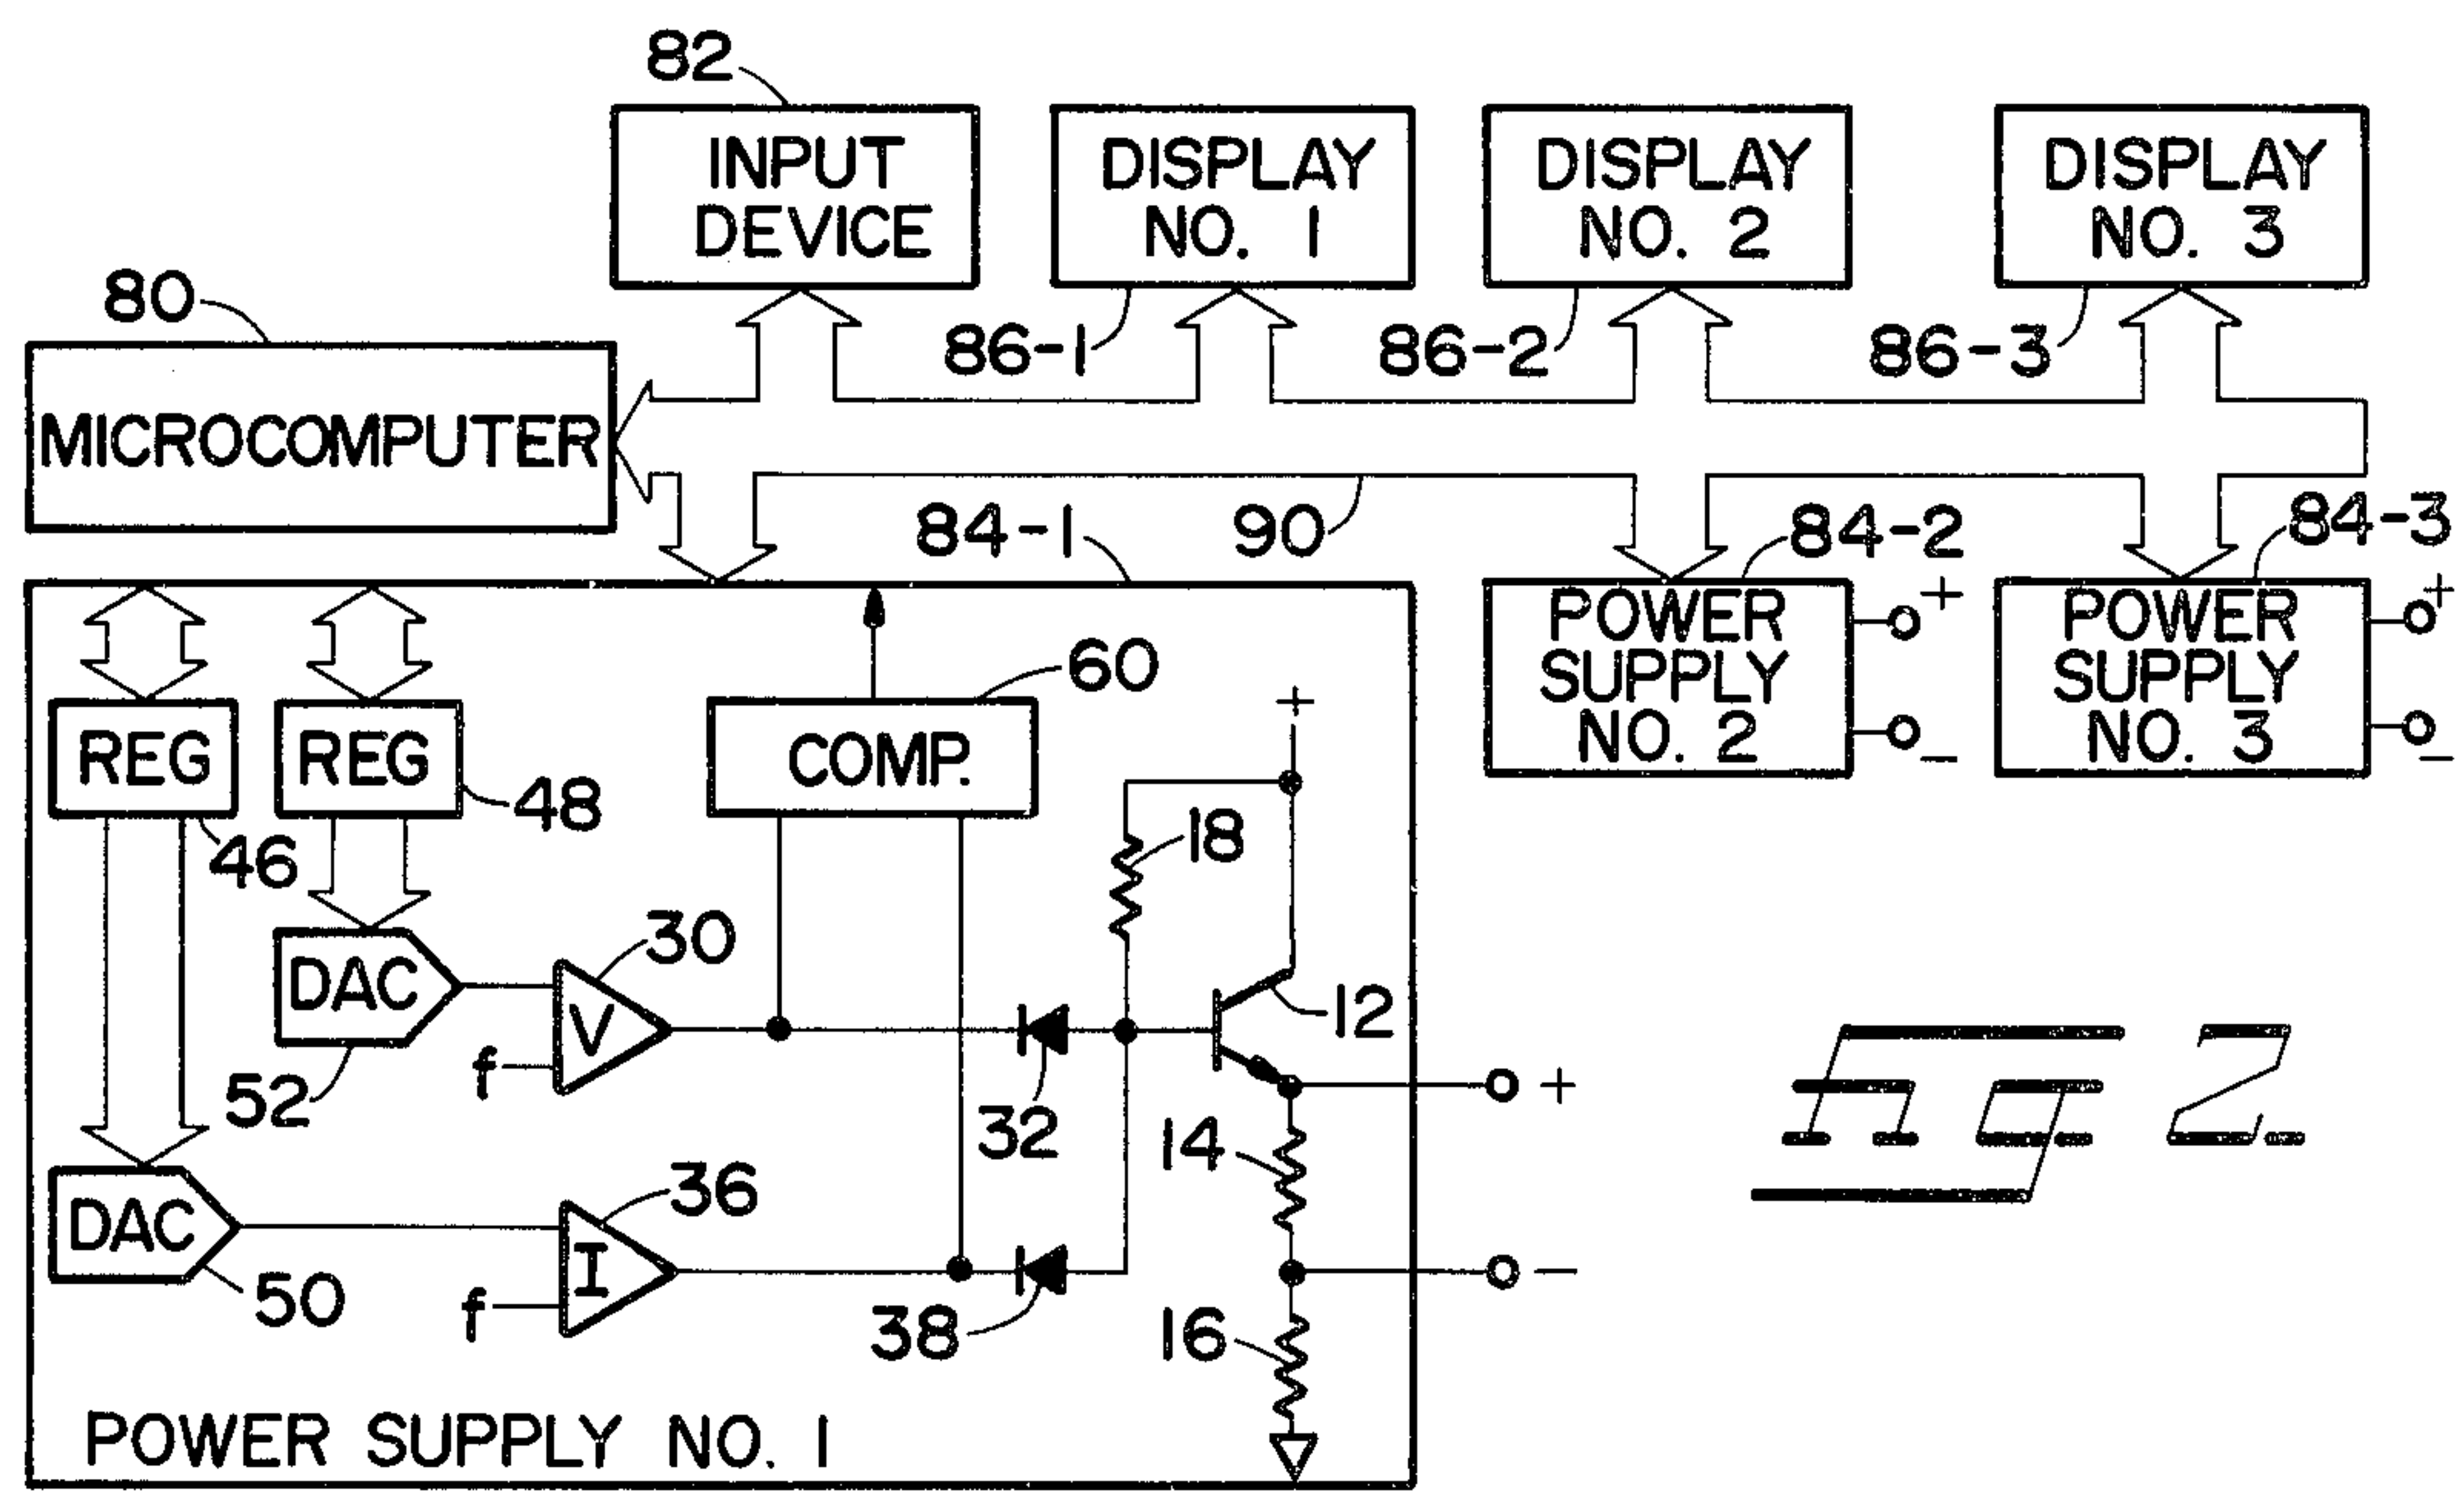 82
INPUT
DEVICE
DISPLAY
NO. 1
DISPLAY
NO. 2
DISPLAY
NO. 3
80
86-1
86-2
86-3
MICROCOMPUTER
84-1
90
84-2
84-3
POWER
SUPPLY
NO. 2
+
−
POWER
SUPPLY
NO. 3
+
−
60
+
REG
REG
COMP.
46
48
18
30
DAC
V
12
f
52
32
+
14
36
DAC
I
50
f
38
−
16
POWER SUPPLY NO. 1
FIG 2